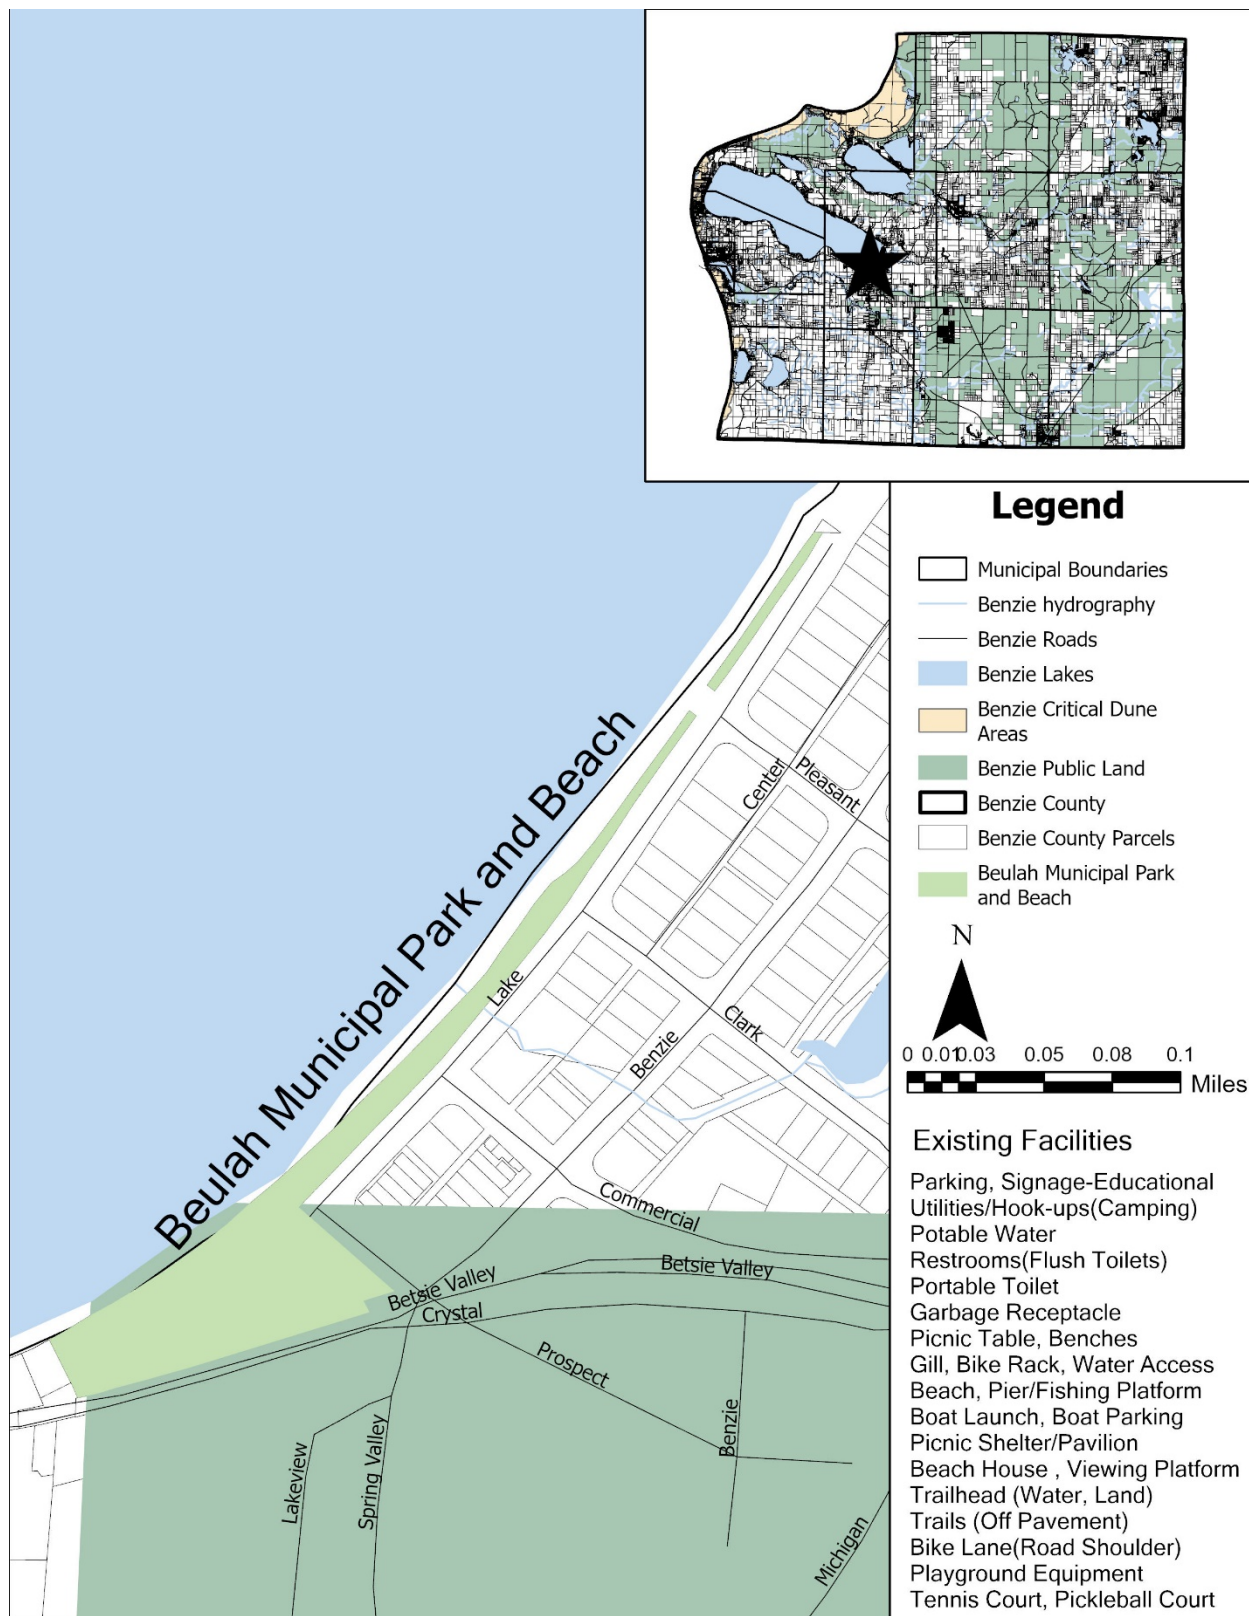 Legend
Municipal Boundaries
Benzie hydrography
Benzie Roads
Benzie Lakes
Benzie Critical Dune
Areas
Benzie Public Land
Benzie County
Benzie County Parcels
Beulah Municipal Park
and Beach
N
0 0.01 0.03 0.05 0.08 0.1
Miles
Existing Facilities
Parking, Signage-Educational
Utilities/Hook-ups(Camping)
Potable Water
Restrooms(Flush Toilets)
Portable Toilet
Garbage Receptacle
Picnic Table, Benches
Gill, Bike Rack, Water Access
Beach, Pier/Fishing Platform
Boat Launch, Boat Parking
Picnic Shelter/Pavilion
Beach House , Viewing Platform
Trailhead (Water, Land)
Trails (Off Pavement)
Bike Lane(Road Shoulder)
Playground Equipment
Tennis Court, Pickleball Court
Beulah Municipal Park and Beach
Center
Pleasant
Lake
Benzie
Clark
Commercial
Betsie Valley
Betsie Valley
Crystal
Prospect
Benzie
Lakeview
Spring Valley
Michigan